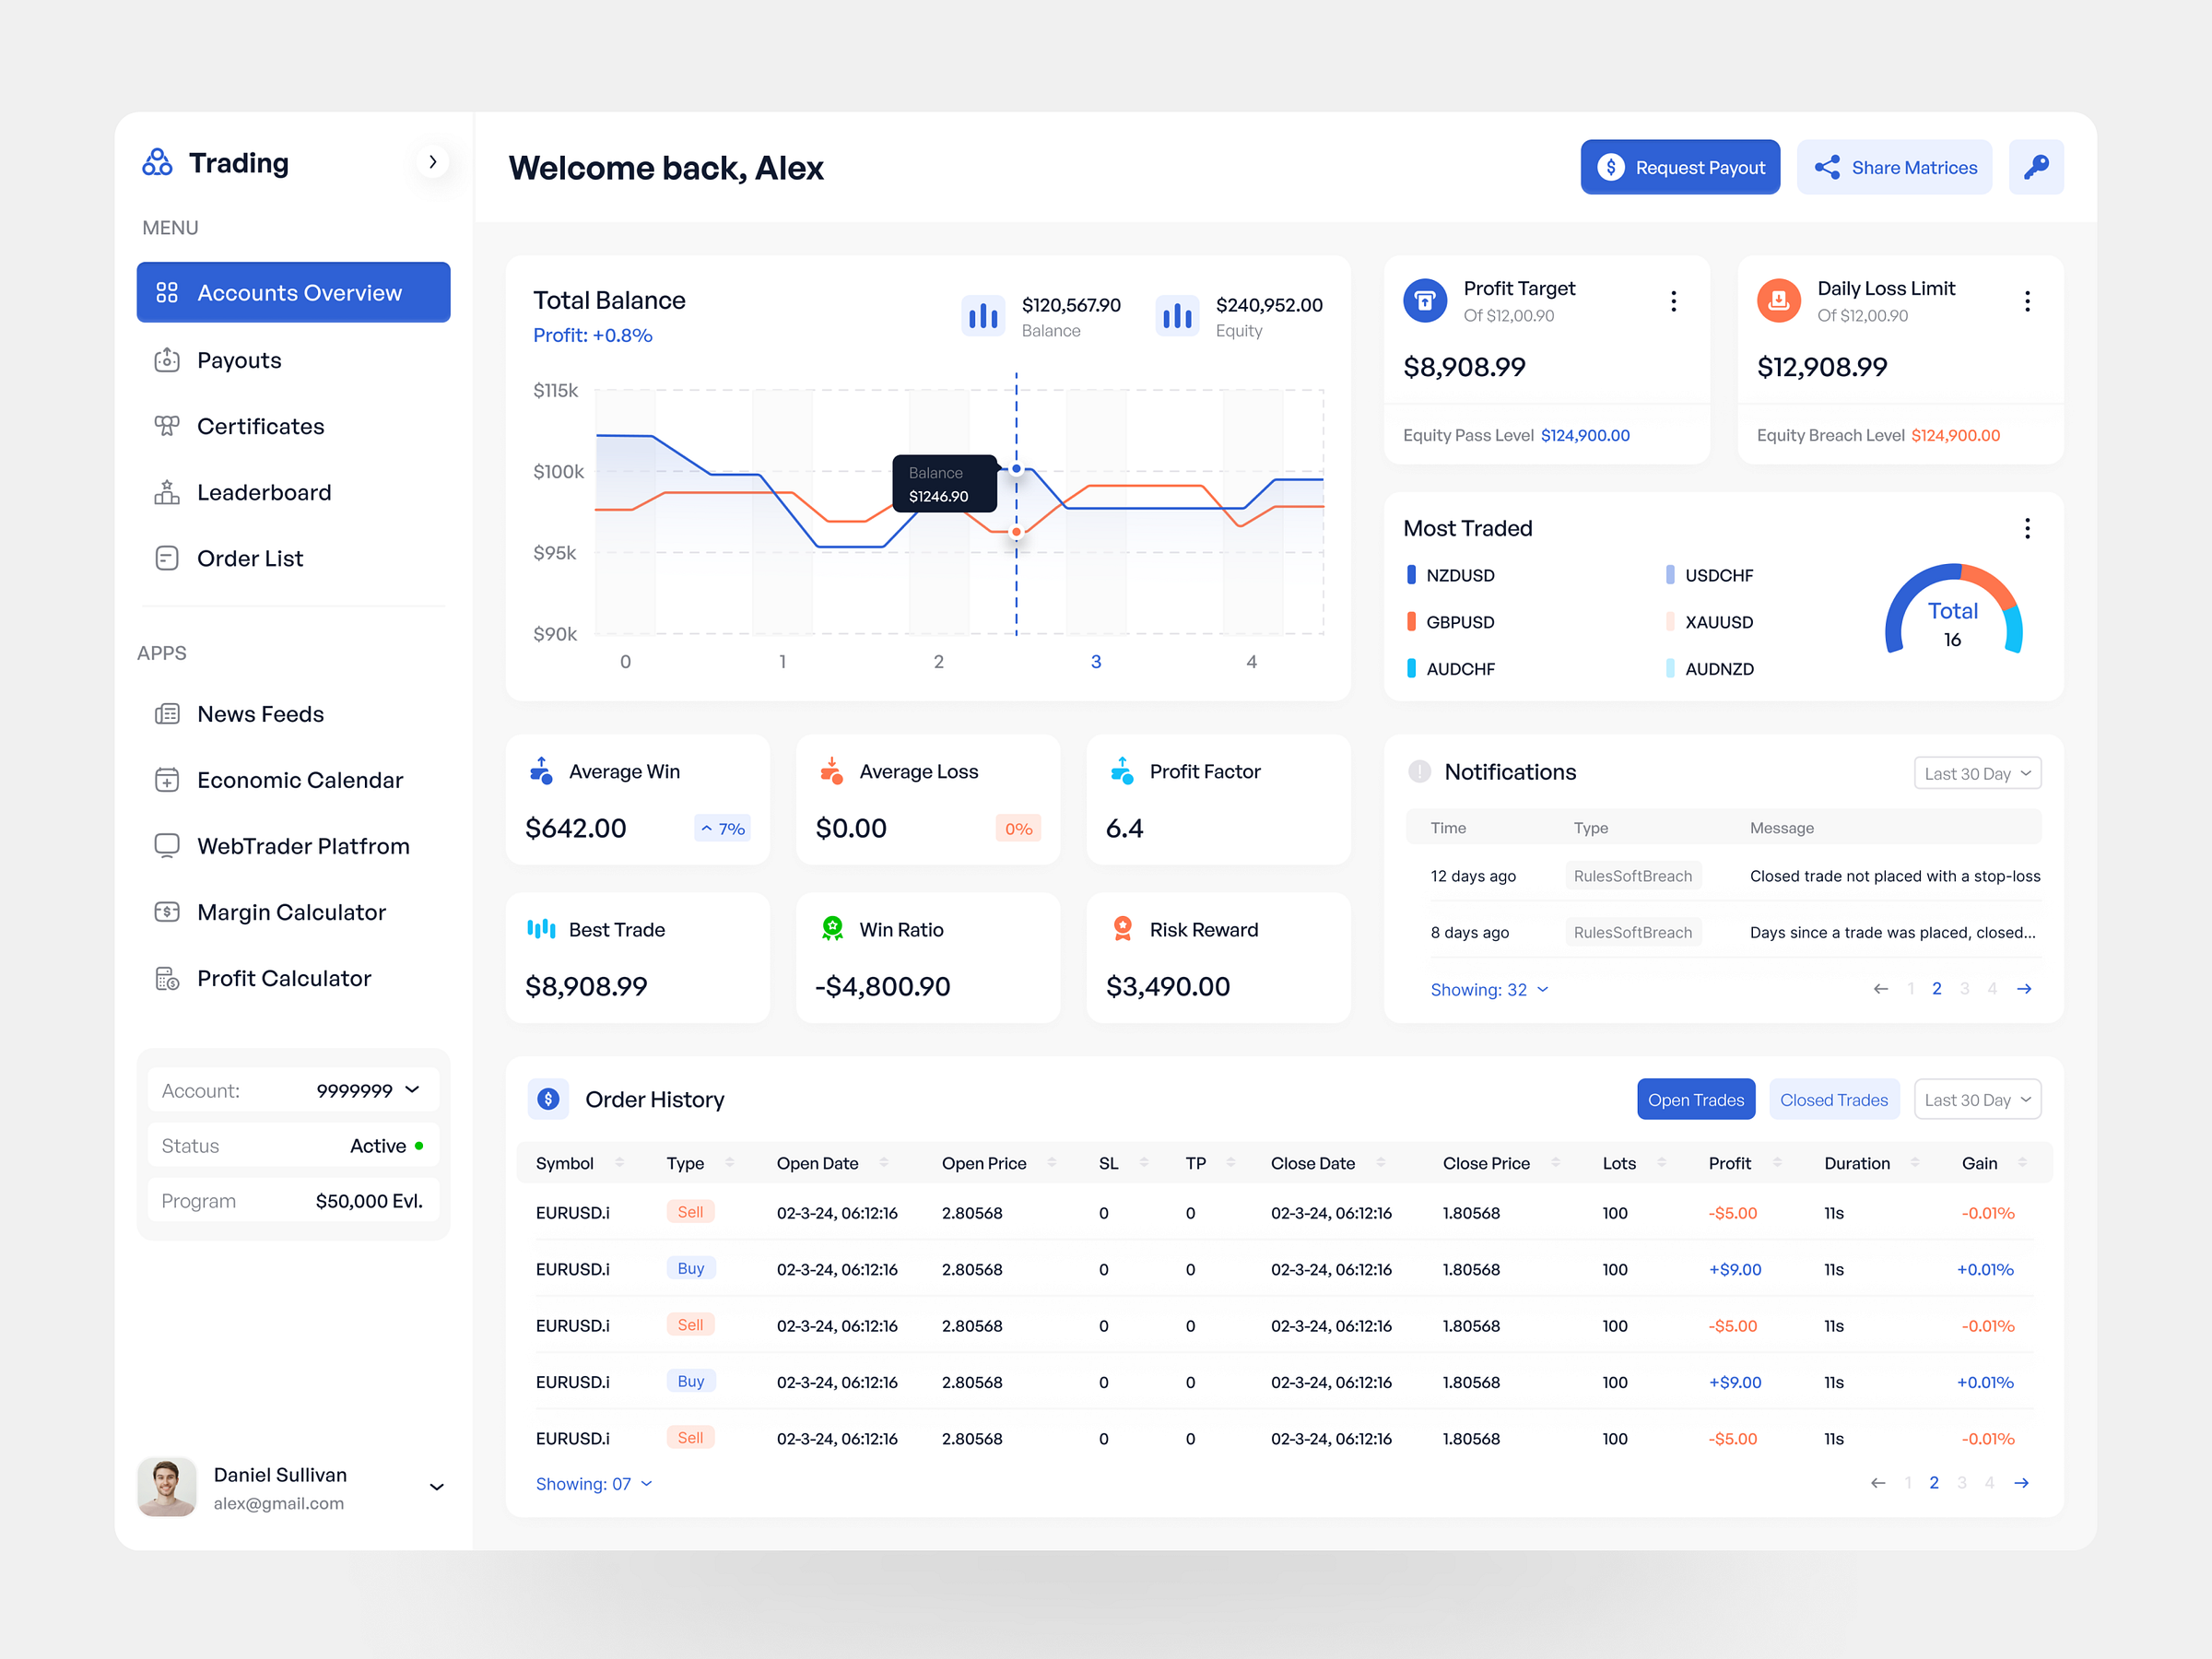 Trading
MENU
Accounts Overview
Payouts
Certificates
Leaderboard
Order List
APPS
News Feeds
Economic Calendar
WebTrader Platfrom
Margin Calculator
Profit Calculator
Account: 9999999
Status Active
Program $50,000 Evl.
Daniel Sullivan
alex@gmail.com
Welcome back, Alex
Request Payout
Share Matrices
Total Balance
Profit: +0.8%
$120,567.90
Balance
$240,952.00
Equity
$115k
$100k
$95k
$90k
Balance
$1246.90
0 1 2 3 4
Profit Target
Of $12,00.90
$8,908.99
Equity Pass Level $124,900.00
Daily Loss Limit
Of $12,00.90
$12,908.99
Equity Breach Level $124,900.00
Most Traded
NZDUSD USDCHF
GBPUSD XAUUSD
AUDCHF AUDNZD
Total
16
Average Win
$642.00 7%
Average Loss
$0.00 0%
Profit Factor
6.4
Best Trade
$8,908.99
Win Ratio
-$4,800.90
Risk Reward
$3,490.00
Notifications Last 30 Day
Time Type Message
12 days ago RulesSoftBreach Closed trade not placed with a stop-loss
8 days ago RulesSoftBreach Days since a trade was placed, closed...
Showing: 32 1 2 3 4
Order History Open Trades Closed Trades Last 30 Day
Symbol Type Open Date Open Price SL TP Close Date Close Price Lots Profit Duration Gain
EURUSD.i Sell 02-3-24, 06:12:16 2.80568 0 0 02-3-24, 06:12:16 1.80568 100 -$5.00 11s -0.01%
EURUSD.i Buy 02-3-24, 06:12:16 2.80568 0 0 02-3-24, 06:12:16 1.80568 100 +$9.00 11s +0.01%
EURUSD.i Sell 02-3-24, 06:12:16 2.80568 0 0 02-3-24, 06:12:16 1.80568 100 -$5.00 11s -0.01%
EURUSD.i Buy 02-3-24, 06:12:16 2.80568 0 0 02-3-24, 06:12:16 1.80568 100 +$9.00 11s +0.01%
EURUSD.i Sell 02-3-24, 06:12:16 2.80568 0 0 02-3-24, 06:12:16 1.80568 100 -$5.00 11s -0.01%
Showing: 07 1 2 3 4